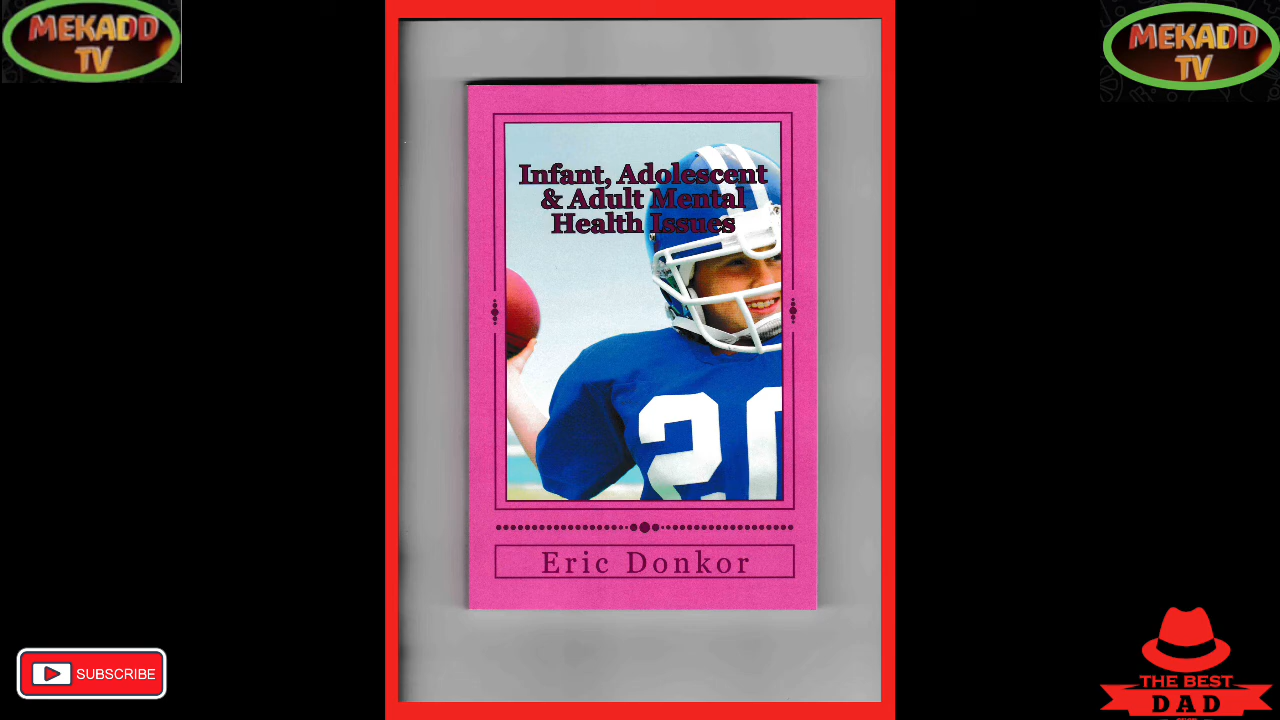 MEKADD
TV
MEKADD
TV
Infant, Adolescent
& Adult Mental
Health Issues
20
Eric Donkor
SUBSCRIBE
THE BEST
DAD